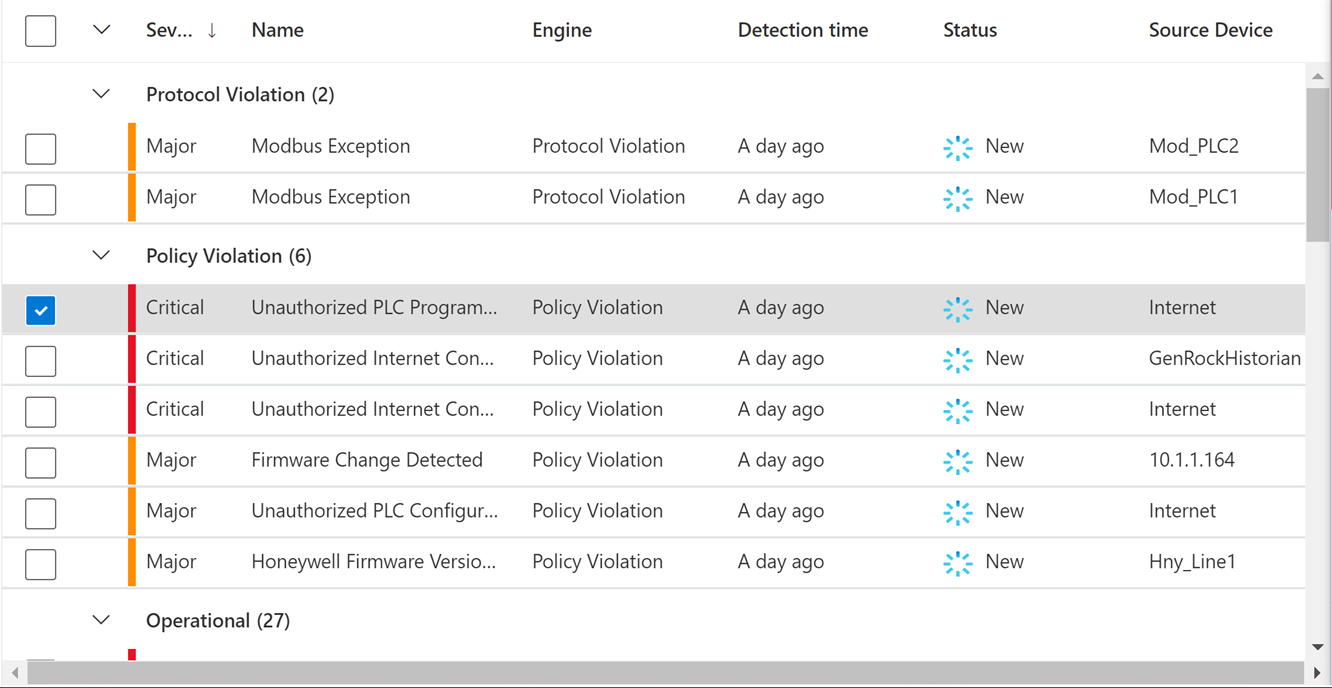 Sev... ↓ Name Engine Detection time Status Source Device
Protocol Violation (2)
Major Modbus Exception Protocol Violation A day ago New Mod_PLC2
Major Modbus Exception Protocol Violation A day ago New Mod_PLC1
Policy Violation (6)
Critical Unauthorized PLC Program... Policy Violation A day ago New Internet
Critical Unauthorized Internet Con... Policy Violation A day ago New GenRockHistorian
Critical Unauthorized Internet Con... Policy Violation A day ago New Internet
Major Firmware Change Detected Policy Violation A day ago New 10.1.1.164
Major Unauthorized PLC Configur... Policy Violation A day ago New Internet
Major Honeywell Firmware Versio... Policy Violation A day ago New Hny_Line1
Operational (27)